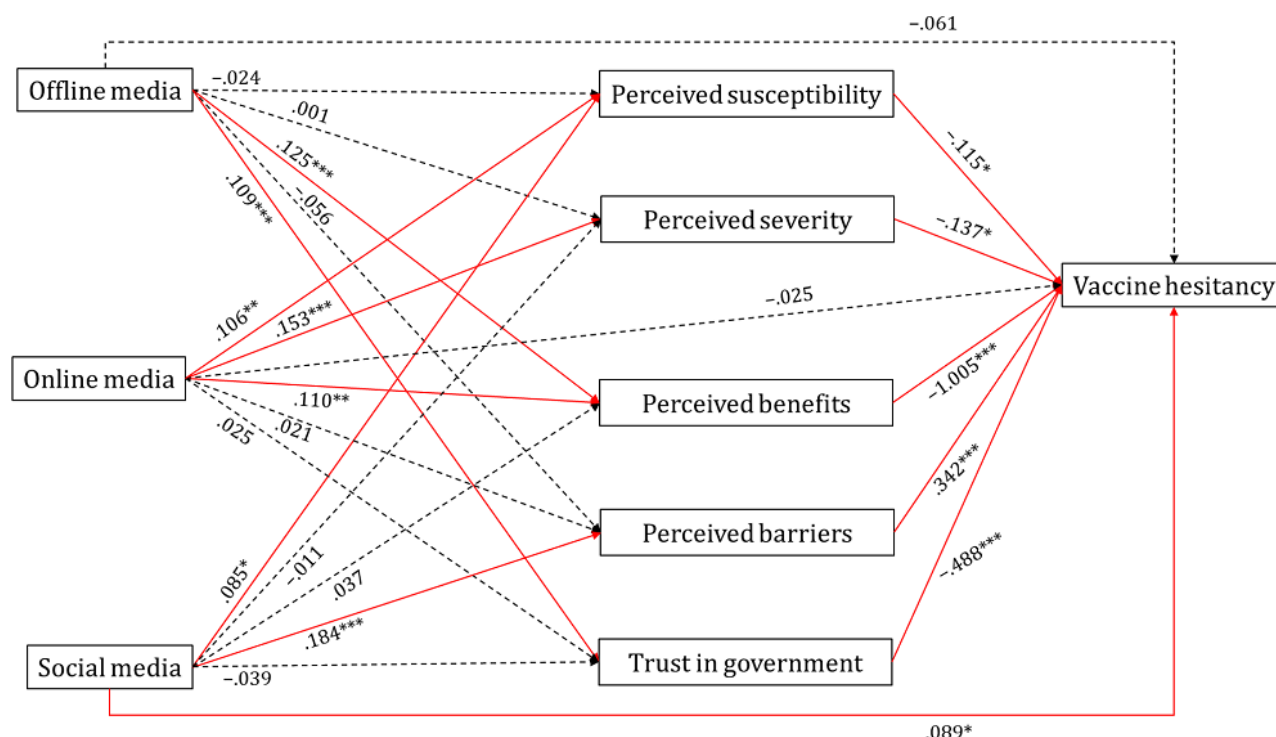 −.061
Offline media
−.024
Perceived susceptibility
.001
.125***
−.115*
−.056
.109***
Perceived severity
−.137*
Vaccine hesitancy
−.025
.106**
.153***
Online media
.110**
Perceived benefits
−1.005***
.021
.025
.342***
Perceived barriers
−.488***
−.011
.085*
.037
.184***
Social media
−.039
Trust in government
.089*